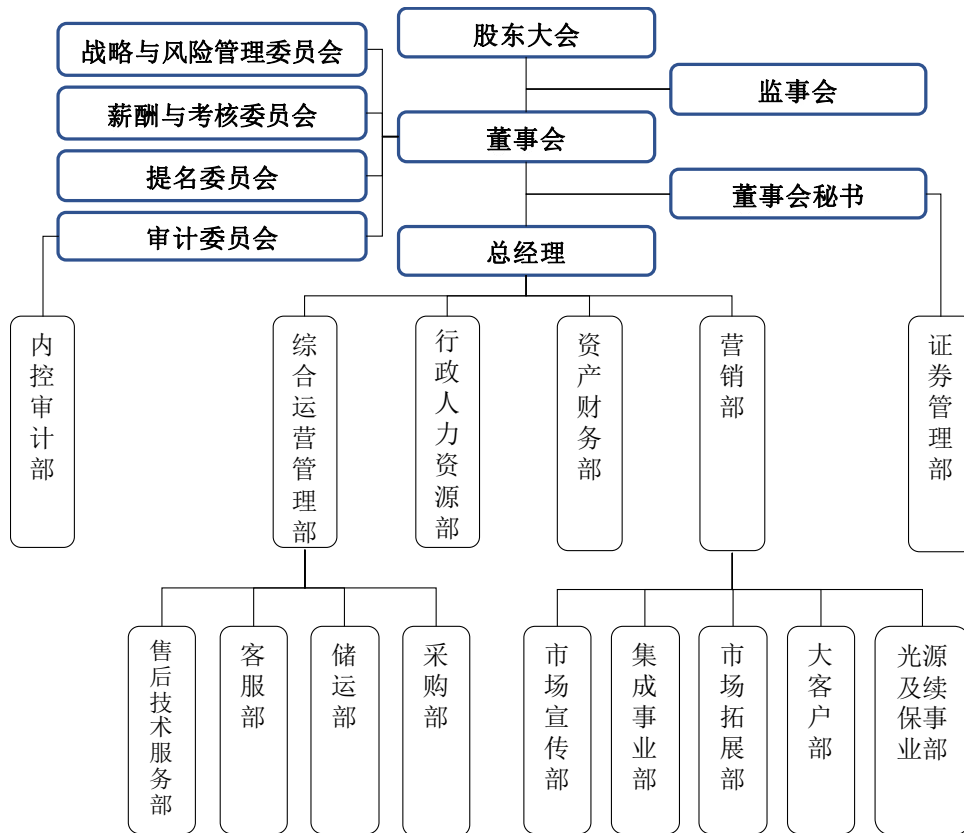 战略与风险管理委员会
股东大会
监事会
薪酬与考核委员会
董事会
提名委员会
董事会秘书
审计委员会
总经理
内控审计部
综合运营管理部
行政人力资源部
资产财务部
营销部
证券管理部
售后技术服务部
客服部
储运部
采购部
市场宣传部
集成事业部
市场拓展部
大客户部
光源
及续
保事
业部